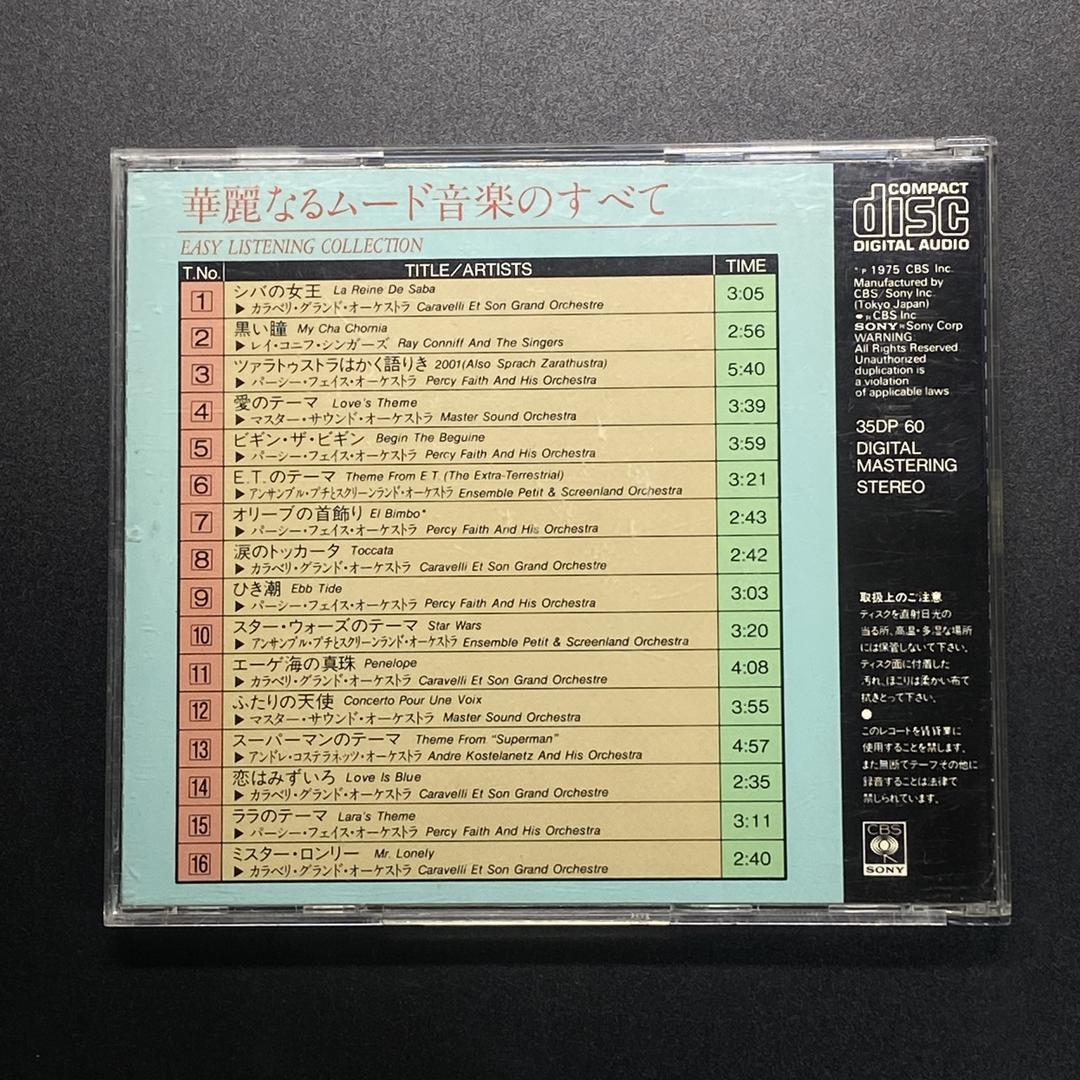 華麗なるムード音楽のすべて
EASY LISTENING COLLECTION
T.No. TITLE/ARTISTS TIME
1 シバの女王 La Reine De Saba 3:05
▶ カラベリ・グランド・オーケストラ Caravelli Et Son Grand Orchestre
2 黒い瞳 My Cha Chornia 2:56
▶ レイ・コニフ・シンガーズ Ray Conniff And The Singers
3 ツァラトゥストラはかく語りき 2001(Also Sprach Zarathustra) 5:40
▶ パーシー・フェイス・オーケストラ Percy Faith And His Orchestra
4 愛のテーマ Love's Theme 3:39
▶ マスター・サウンド・オーケストラ Master Sound Orchestra
5 ビギン・ザ・ビギン Begin The Beguine 3:59
▶ パーシー・フェイス・オーケストラ Percy Faith And His Orchestra
6 E.T.のテーマ Theme From E.T. (The Extra-Terrestrial) 3:21
▶ アンサンブル・プチとスクリーンランド・オーケストラ Ensemble Petit & Screenland Orchestra
7 オリーブの首飾り El Bimbo* 2:43
▶ パーシー・フェイス・オーケストラ Percy Faith And His Orchestra
8 涙のトッカータ Toccata 2:42
▶ カラベリ・グランド・オーケストラ Caravelli Et Son Grand Orchestre
9 ひき潮 Ebb Tide 3:03
▶ パーシー・フェイス・オーケストラ Percy Faith And His Orchestra
10 スター・ウォーズのテーマ Star Wars 3:20
▶ アンサンブル・プチとスクリーンランド・オーケストラ Ensemble Petit & Screenland Orchestra
11 エーゲ海の真珠 Penelope 4:08
▶ カラベリ・グランド・オーケストラ Caravelli Et Son Grand Orchestre
12 ふたりの天使 Concerto Pour Une Voix 3:55
▶ マスター・サウンド・オーケストラ Master Sound Orchestra
13 スーパーマンのテーマ Theme From "Superman" 4:57
▶ アンドレ・コステラネッツ・オーケストラ Andre Kostelanetz And His Orchestra
14 恋はみずいろ Love Is Blue 2:35
▶ カラベリ・グランド・オーケストラ Caravelli Et Son Grand Orchestre
15 ララのテーマ Lara's Theme 3:11
▶ パーシー・フェイス・オーケストラ Percy Faith And His Orchestra
16 ミスター・ロンリー Mr. Lonely 2:40
▶ カラベリ・グランド・オーケストラ Caravelli Et Son Grand Orchestre
COMPACT
disc
DIGITAL AUDIO
* ℗ 1975 CBS Inc.
Manufactured by
CBS/Sony Inc.
(Tokyo Japan)
CBS Inc
SONY Sony Corp
WARNING:
All Rights Reserved
Unauthorized
duplication is
a violation
of applicable laws
35DP 60
DIGITAL
MASTERING
STEREO
取扱上のご注意
ディスクを直射日光の
当る所、高温・多湿な場所
には保管しないで下さい。
ディスク面に付着した
汚れ、ほこりは柔かい布で
拭きとって下さい。
●
このレコードを賃貸業に
使用することを禁します。
また無断でテープその他に
録音することは法律で
禁じられています。
CBS
SONY